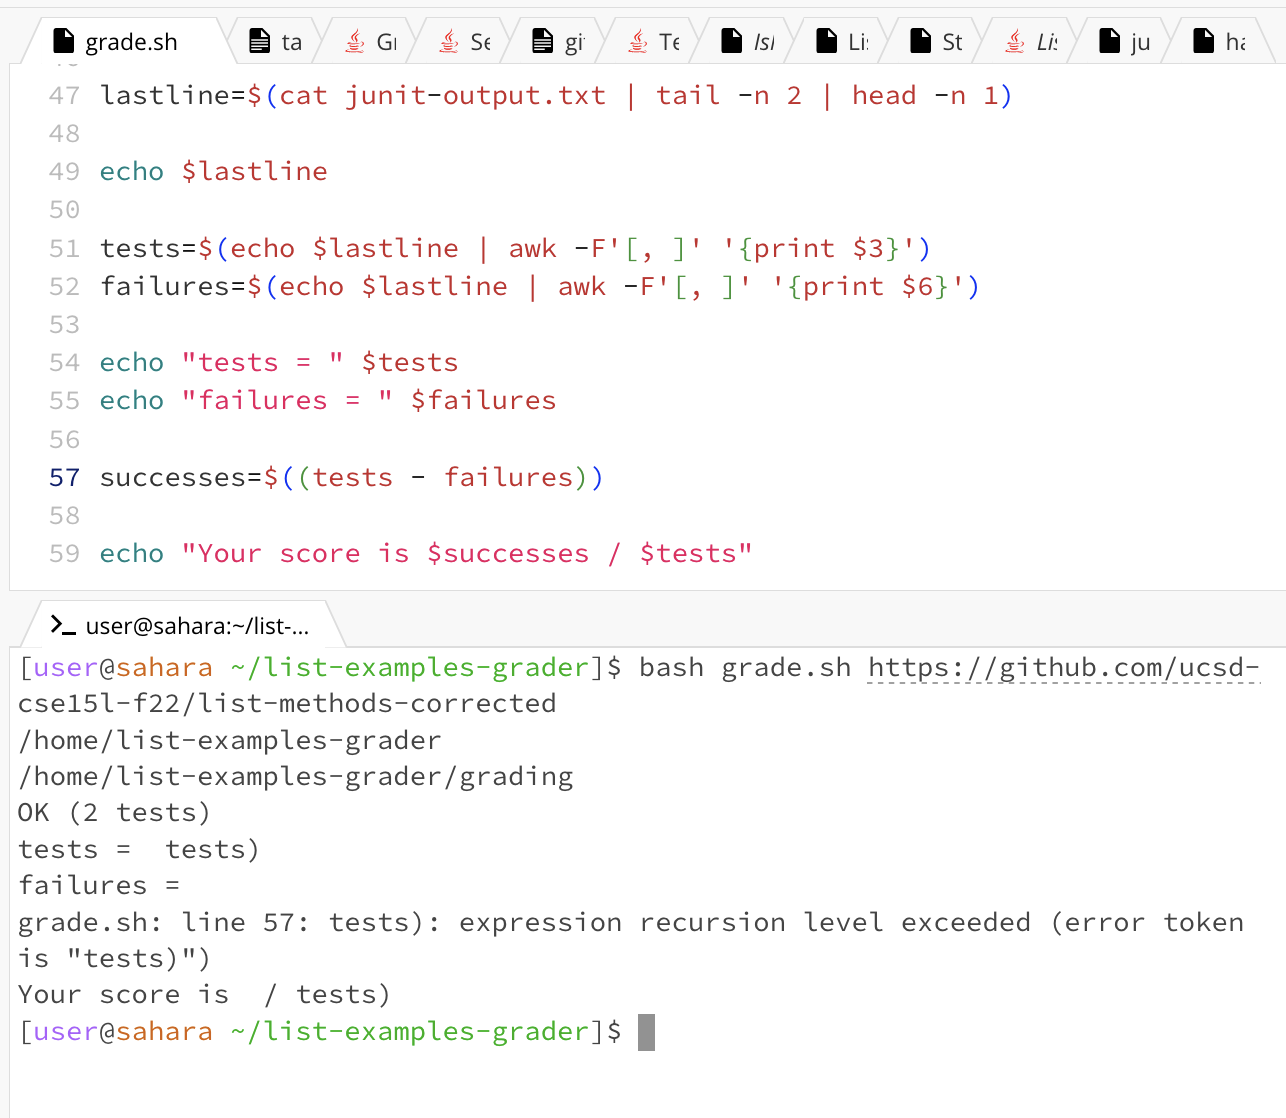 grade.sh ta Gr Se gi Te Isl Li St Lis ju ha
47 lastline=$(cat junit-output.txt | tail -n 2 | head -n 1)
48
49 echo $lastline
50
51 tests=$(echo $lastline | awk -F'[, ]' '{print $3}')
52 failures=$(echo $lastline | awk -F'[, ]' '{print $6}')
53
54 echo "tests = " $tests
55 echo "failures = " $failures
56
57 successes=$((tests - failures))
58
59 echo "Your score is $successes / $tests"
user@sahara:~/list-...
[user@sahara ~/list-examples-grader]$ bash grade.sh https://github.com/ucsd-
cse15l-f22/list-methods-corrected
/home/list-examples-grader
/home/list-examples-grader/grading
OK (2 tests)
tests =  tests)
failures =
grade.sh: line 57: tests): expression recursion level exceeded (error token
is "tests)")
Your score is  / tests)
[user@sahara ~/list-examples-grader]$